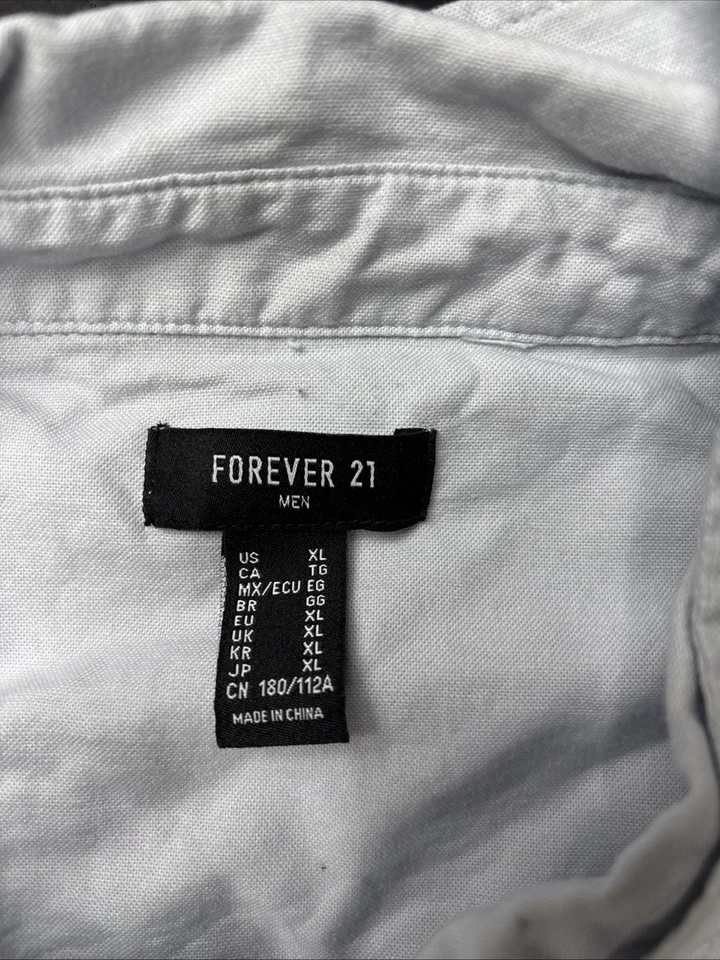 FOREVER 21
MEN
US XL
CA TG
MX/ECU EG
BR GG
EU XL
UK XL
KR XL
JP XL
CN 180/112A
MADE IN CHINA